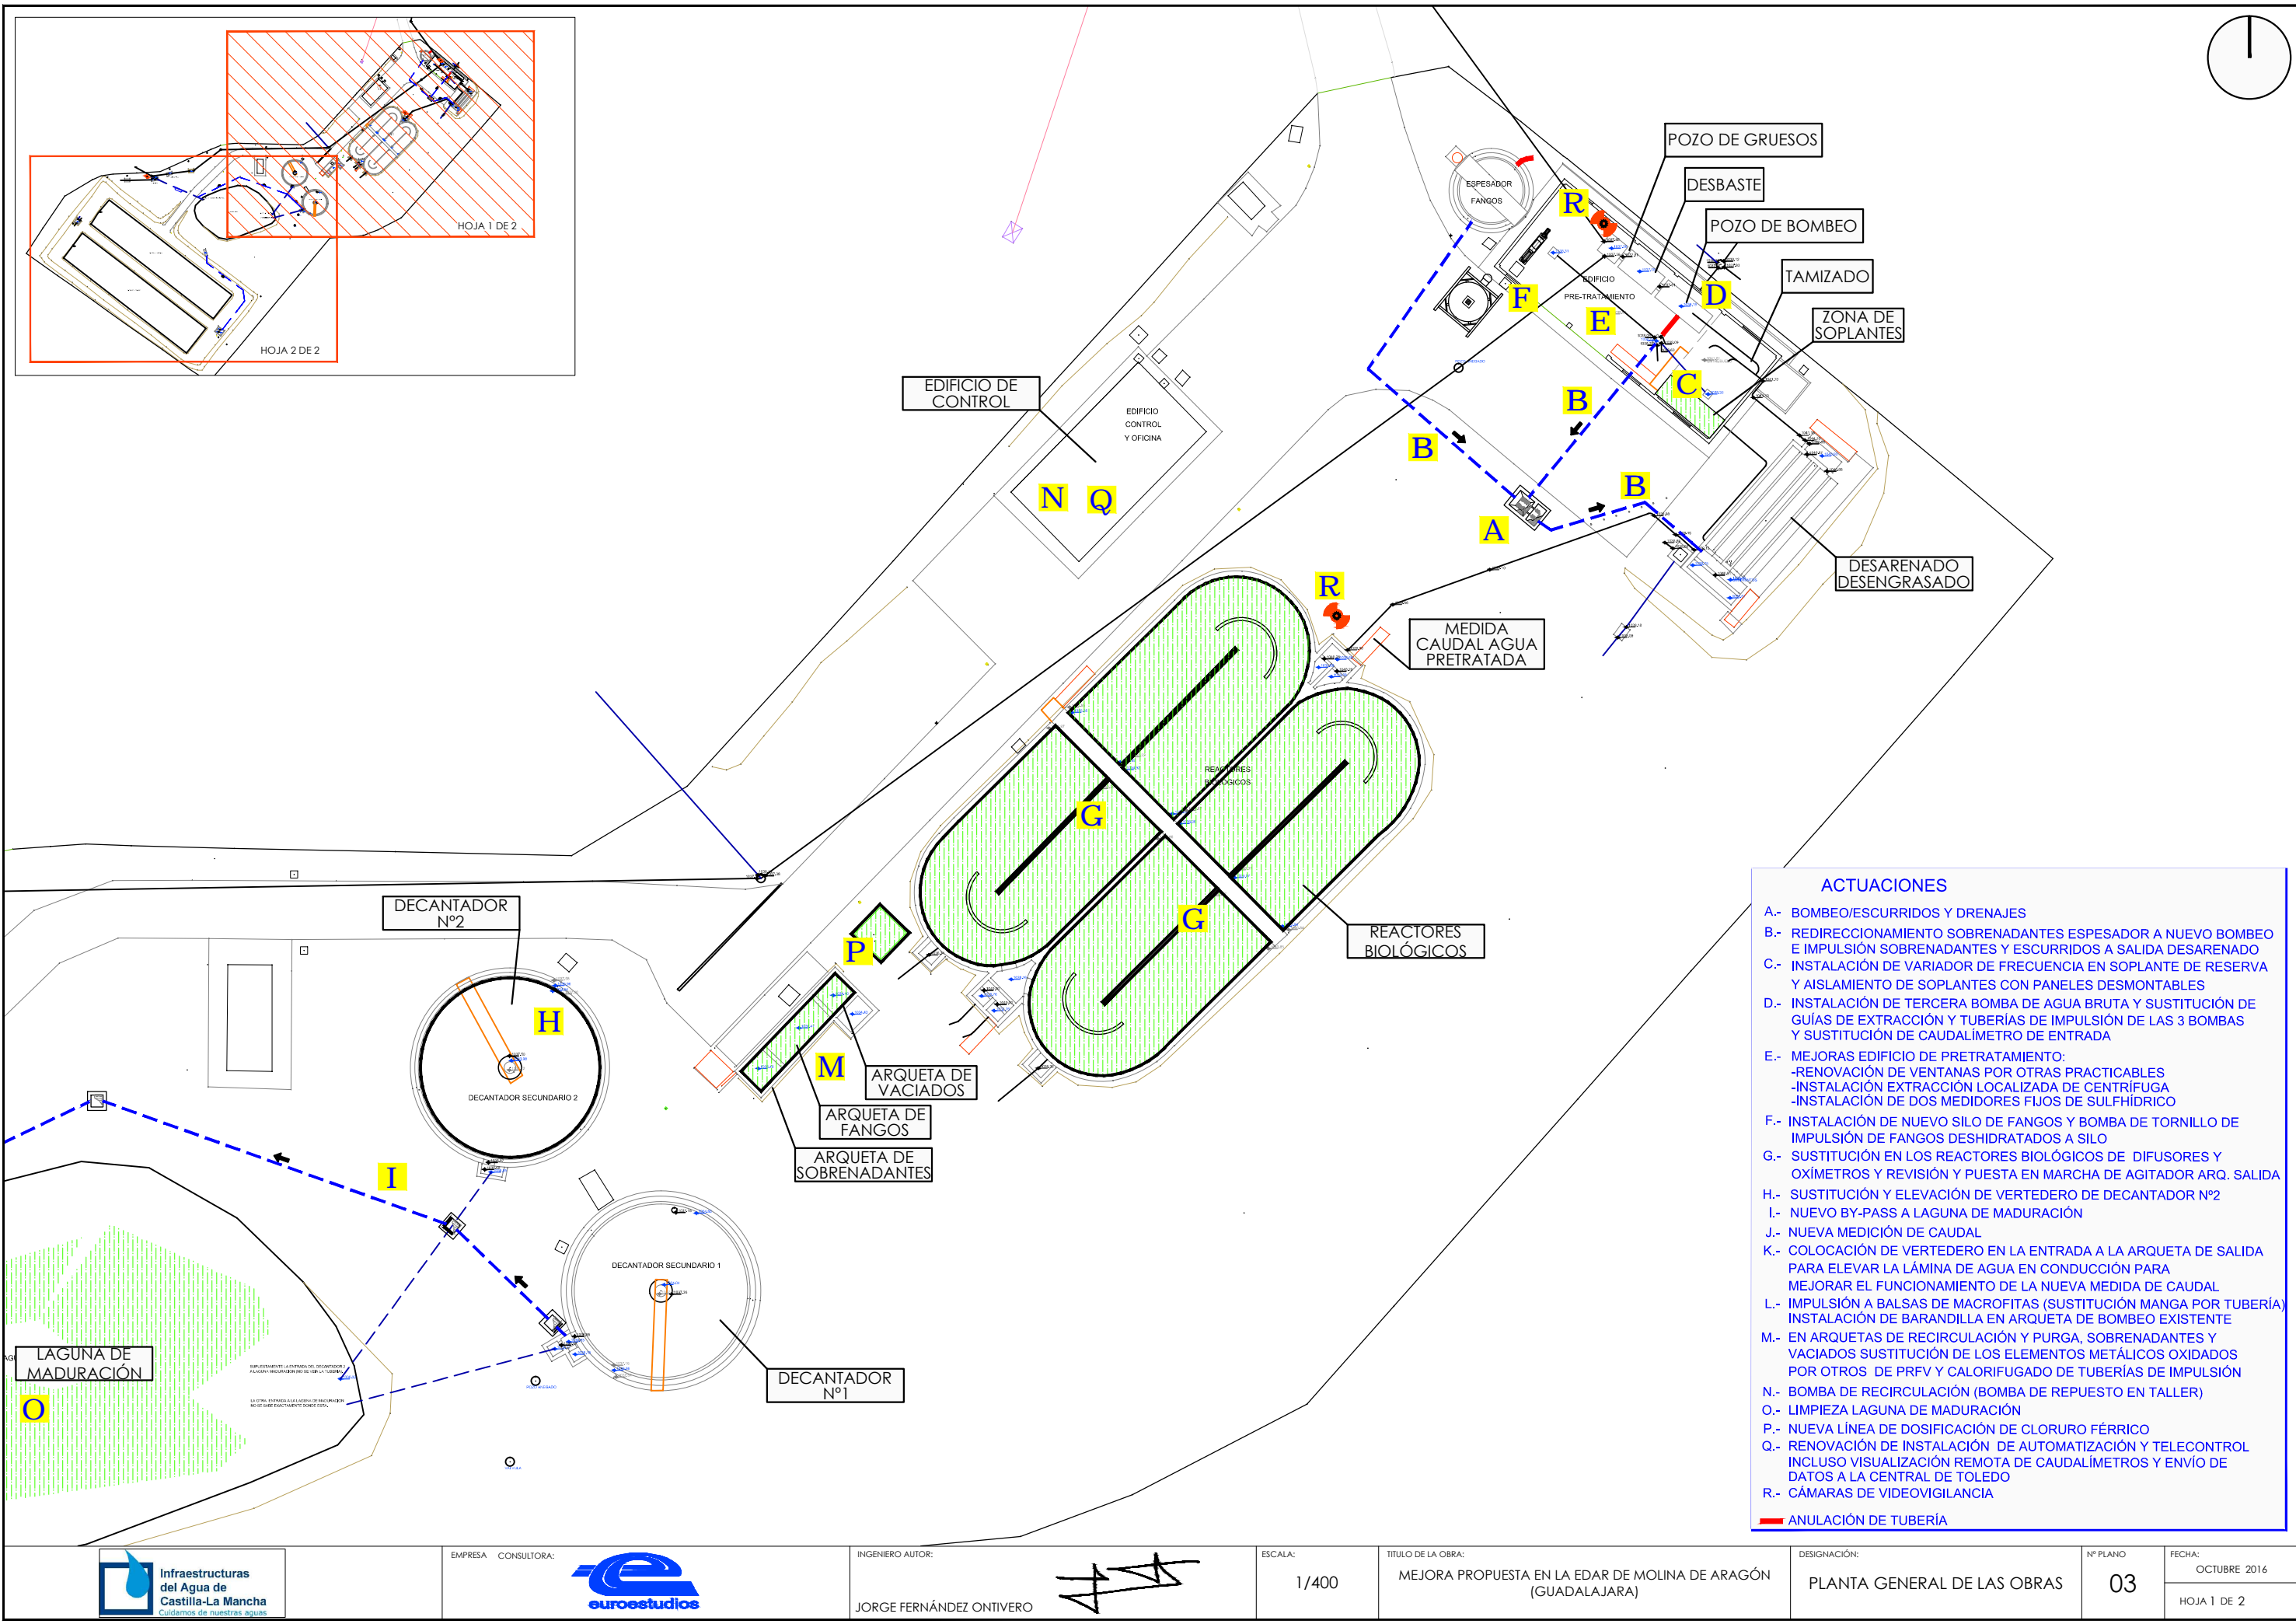 HOJA 1 DE 2
HOJA 2 DE 2
POZO DE GRUESOS
DESBASTE
POZO DE BOMBEO
TAMIZADO
ZONA DE
SOPLANTES
ESPESADOR
FANGOS
R
EDIFICIO
PRE-TRATAMIENTO
F
D
E
C
B
B
B
A
EDIFICIO DE
CONTROL
EDIFICIO
CONTROL
Y OFICINA
N Q
DESARENADO
DESENGRASADO
R
MEDIDA
CAUDAL AGUA
PRETRATADA
REACTORES
BIOLÓGICOS
G
G
REACTORES
BIOLÓGICOS
DECANTADOR
Nº2
P
H
M
DECANTADOR SECUNDARIO 2
ARQUETA DE
VACIADOS
ARQUETA DE
FANGOS
ARQUETA DE
SOBRENADANTES
I
DECANTADOR SECUNDARIO 1
DECANTADOR
Nº1
LAGUNA DE
MADURACIÓN
O
ACTUACIONES
A.- BOMBEO/ESCURRIDOS Y DRENAJES
B.- REDIRECCIONAMIENTO SOBRENADANTES ESPESADOR A NUEVO BOMBEO
E IMPULSIÓN SOBRENADANTES Y ESCURRIDOS A SALIDA DESARENADO
C.- INSTALACIÓN DE VARIADOR DE FRECUENCIA EN SOPLANTE DE RESERVA
Y AISLAMIENTO DE SOPLANTES CON PANELES DESMONTABLES
D.- INSTALACIÓN DE TERCERA BOMBA DE AGUA BRUTA Y SUSTITUCIÓN DE
GUÍAS DE EXTRACCIÓN Y TUBERÍAS DE IMPULSIÓN DE LAS 3 BOMBAS
Y SUSTITUCIÓN DE CAUDALÍMETRO DE ENTRADA
E.- MEJORAS EDIFICIO DE PRETRATAMIENTO:
-RENOVACIÓN DE VENTANAS POR OTRAS PRACTICABLES
-INSTALACIÓN EXTRACCIÓN LOCALIZADA DE CENTRÍFUGA
-INSTALACIÓN DE DOS MEDIDORES FIJOS DE SULFHÍDRICO
F.- INSTALACIÓN DE NUEVO SILO DE FANGOS Y BOMBA DE TORNILLO DE
IMPULSIÓN DE FANGOS DESHIDRATADOS A SILO
G.- SUSTITUCIÓN EN LOS REACTORES BIOLÓGICOS DE DIFUSORES Y
OXÍMETROS Y REVISIÓN Y PUESTA EN MARCHA DE AGITADOR ARQ. SALIDA
H.- SUSTITUCIÓN Y ELEVACIÓN DE VERTEDERO DE DECANTADOR Nº2
I.- NUEVO BY-PASS A LAGUNA DE MADURACIÓN
J.- NUEVA MEDICIÓN DE CAUDAL
K.- COLOCACIÓN DE VERTEDERO EN LA ENTRADA A LA ARQUETA DE SALIDA
PARA ELEVAR LA LÁMINA DE AGUA EN CONDUCCIÓN PARA
MEJORAR EL FUNCIONAMIENTO DE LA NUEVA MEDIDA DE CAUDAL
L.- IMPULSIÓN A BALSAS DE MACROFITAS (SUSTITUCIÓN MANGA POR TUBERÍA)
INSTALACIÓN DE BARANDILLA EN ARQUETA DE BOMBEO EXISTENTE
M.- EN ARQUETAS DE RECIRCULACIÓN Y PURGA, SOBRENADANTES Y
VACIADOS SUSTITUCIÓN DE LOS ELEMENTOS METÁLICOS OXIDADOS
POR OTROS DE PRFV Y CALORIFUGADO DE TUBERÍAS DE IMPULSIÓN
N.- BOMBA DE RECIRCULACIÓN (BOMBA DE REPUESTO EN TALLER)
O.- LIMPIEZA LAGUNA DE MADURACIÓN
P.- NUEVA LÍNEA DE DOSIFICACIÓN DE CLORURO FÉRRICO
Q.- RENOVACIÓN DE INSTALACIÓN DE AUTOMATIZACIÓN Y TELECONTROL
INCLUSO VISUALIZACIÓN REMOTA DE CAUDALÍMETROS Y ENVÍO DE
DATOS A LA CENTRAL DE TOLEDO
R.- CÁMARAS DE VIDEOVIGILANCIA
ANULACIÓN DE TUBERÍA
Infraestructuras
del Agua de
Castilla-La Mancha
Cuidamos de nuestras aguas
EMPRESA CONSULTORA:
euroestudios
INGENIERO AUTOR:
JORGE FERNÁNDEZ ONTIVERO
ESCALA:
1/400
TITULO DE LA OBRA:
MEJORA PROPUESTA EN LA EDAR DE MOLINA DE ARAGÓN
(GUADALAJARA)
DESIGNACIÓN:
PLANTA GENERAL DE LAS OBRAS
Nº PLANO
03
FECHA:
OCTUBRE 2016
HOJA 1 DE 2